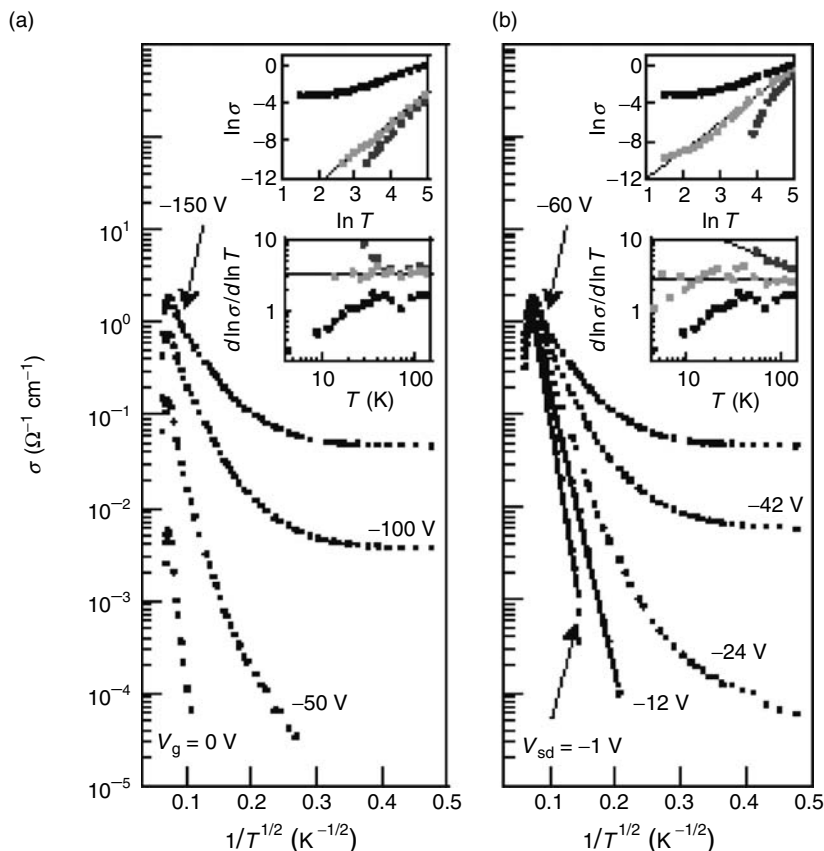 (a)
(b)
0
−4
−8
−12
ln σ
1 2 3 4 5
ln T
10
1
d ln σ/d ln T
10 100
T (K)
−150 V
−100 V
−50 V
V_g = 0 V
10^1
10^0
10^−1
10^−2
10^−3
10^−4
10^−5
σ (Ω^−1 cm^−1)
0.1 0.2 0.3 0.4 0.5
1/T^1/2 (K^−1/2)
0
−4
−8
−12
ln σ
1 2 3 4 5
ln T
10
1
d ln σ/d ln T
10 100
T (K)
−60 V
−42 V
−24 V
−12 V
V_sd = −1 V
0.1 0.2 0.3 0.4 0.5
1/T^1/2 (K^−1/2)